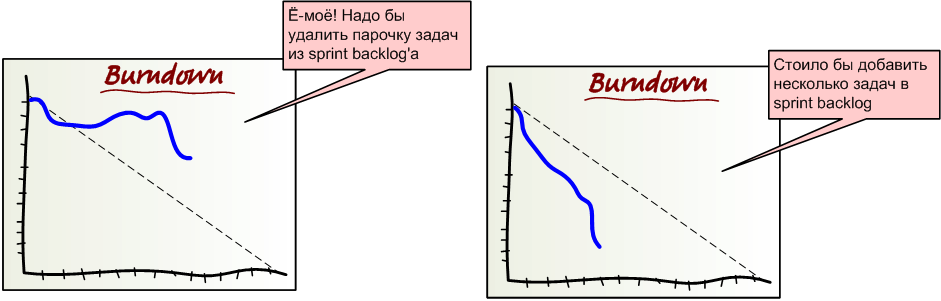 Ё-моё! Надо бы
удалить парочку задач
из sprint backlog'а
Burndown
Стоило бы добавить
несколько задач в
sprint backlog
Burndown